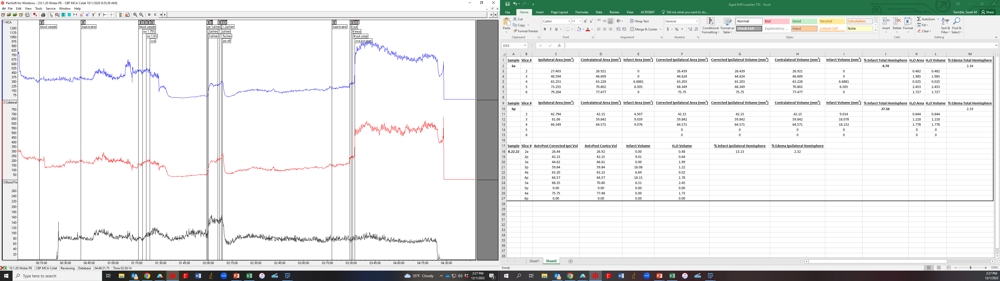 PeriSoft for Windows - [10.1.20 Wistar PE - CBF MCA Colat 10/1/2020 9:35:39 AM]
File Edit View Tools Service Window Help
D C
1 MCA
T T T T T T T T T
blood sample bupivicaine blood sample pe 1ul/min 1.2ul/min bupivicaine fil out
iso 1.75% 2ul/min 1.2ul/min fil inica
iso 1.6% 1ul/min 1.5u/min fil out comp
cca pe off cca ica open
1200
1125
1050
975
900
825
750
675
600
525
450
375
300
225
150
75
2 Collateral
750
700
650
600
550
500
450
400
350
300
250
200
150
100
50
3 Blood Pre
260
240
220
200
180
160
140
120
100
80
60
40
20
00:15:00 00:30:00 00:45:00 01:00:00 01:15:00 01:30:00 01:45:00 02:00:00 02:15:00 02:30:00 02:45:00 03:00:00 03:15:00 03:30:00 03:45:00 04:00:00 04:15:00 04:30:00
10.1.20 Wistar PE CBF MCA Colat Reviewing Database 04:48:31.75 Time 02:30:14
Type here to search 35°F Cloudy 2:27 PM
12/1/2022
Aged SHR Losartan TTC - Excel
Tremble, Sarah M Share
File Home Insert Page Layout Formulas Data Review View ACROBAT Tell me what you want to do...
Paste Cut Copy Format Painter
Clipboard
Calibri 11
B I U
Font
Wrap Text
Merge & Center
Alignment
General
$ %
Number
Conditional Formatting Format as Table
Normal Bad Good Neutral Calculation
Check Cell Explanatory ... Input Linked Cell Note
Styles
Insert Delete Format
Cells
AutoSum Fill Clear
Sort & Filter Find & Select
Editing
D33 fx
A B C D E F G H I J K L M
1 Sample Slice # Ipsilateral Area (mm²) Contralateral Area (mm²) Infarct Area (mm²) Corrected Ipsilateral Area (mm²) Corrected Ipsilateral Volume (mm³) Contralateral Volume (mm³) Infarct Volume (mm³) % Infarct Total Hemisphere H₂O Area H₂O Volume % Edema Total Hemisphere
2 6a 4.74 2.34
3 2 27.403 26.921 0 26.439 26.439 26.921 0 0.482 0.482
4 3 48.594 46.609 0 44.624 44.624 46.609 0 1.985 1.985
5 4 63.253 63.228 6.6881 63.203 63.203 63.228 6.6881 0.025 0.025
6 5 73.255 70.802 6.505 68.349 68.349 70.802 6.505 2.453 2.453
7 6 79.204 77.477 0 75.75 75.75 77.477 0 1.727 1.727
8
9 Sample Slice # Ipsilateral Area (mm²) Contralateral Area (mm²) Infarct Area (mm²) Corrected Ipsilateral Area (mm²) Corrected Ipsilateral Volume (mm³) Contralateral Volume (mm³) Infarct Volume (mm³) % Infarct Total Hemisphere H₂O Area H₂O Volume % Edema Total Hemisphere
10 6p 27.16 2.19
11 2 42.794 42.15 4.507 42.15 42.15 42.15 9.014 0.644 0.644
12 3 61.06 59.842 9.039 59.842 59.842 59.842 18.078 1.218 1.218
13 4 66.349 64.571 9.076 64.571 64.571 64.571 18.152 1.778 1.778
14 5 0 0 0 0 0 0
15 6 0 0 0 0 0 0
16
17 Sample Slice # Ant+Post Corrected Ipsi Vol Ant+Post Contra Vol Infarct Volume H₂O Volume % Infarct Ipsilateral Hemisphere % Edema Ipsilateral Hemisphere
18 8.22.22 2a 26.44 26.92 0.00 0.48 13.13 2.32
19 2p 42.15 42.15 9.01 0.64
20 3a 44.62 46.61 0.00 1.99
21 3p 59.84 59.84 18.08 1.22
22 4a 63.20 63.23 6.69 0.02
23 4p 64.57 64.57 18.15 1.78
24 5a 68.35 70.80 6.51 2.45
25 5p 0.00 0.00 0.00 0.00
26 6a 75.75 77.48 0.00 1.73
27 6p 0.00 0.00 0.00 0.00
28
29
30
31
32
33
34
35
36
37
38
Sheet1 Sheet2
Ready 100%
2:27 PM
12/1/2022